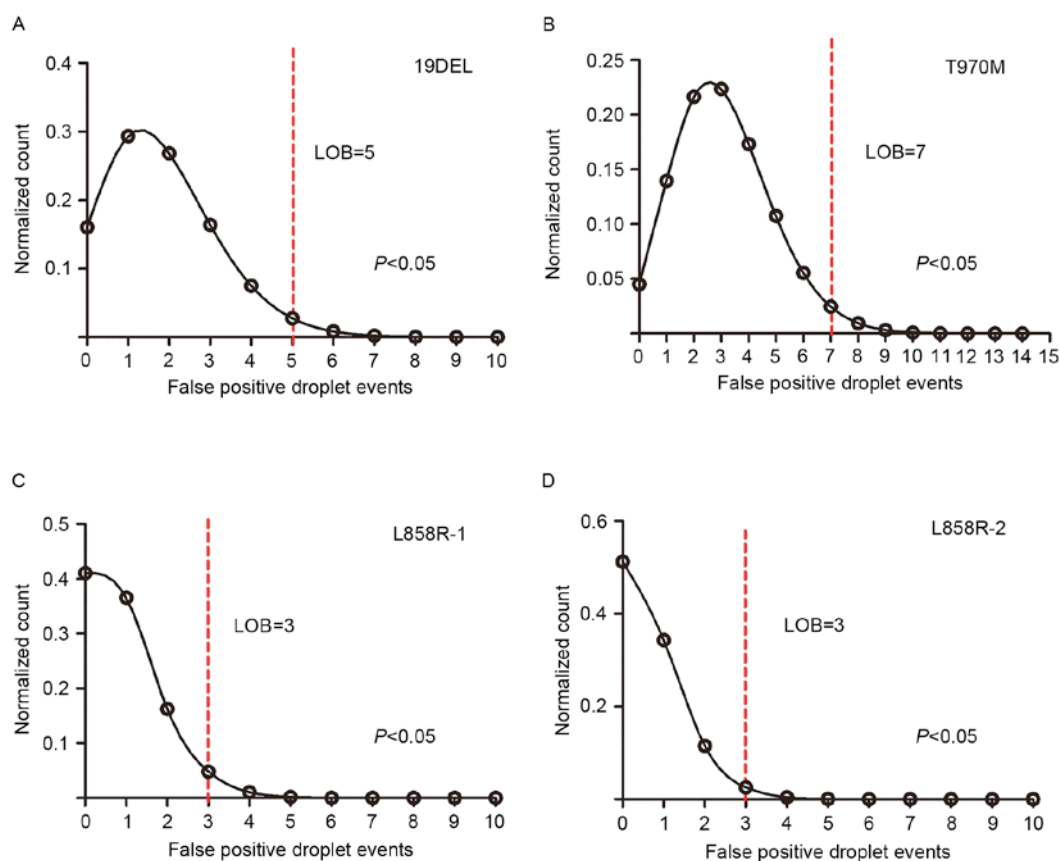 A
19DEL
0.4
0.3
0.2
0.1
Normalized count
LOB=5
P<0.05
0 1 2 3 4 5 6 7 8 9 10
False positive droplet events
B
T970M
0.25
0.20
0.15
0.10
0.05
Normalized count
LOB=7
P<0.05
0 1 2 3 4 5 6 7 8 9 10 11 12 13 14 15
False positive droplet events
C
L858R-1
0.5
0.4
0.3
0.2
0.1
Normalized count
LOB=3
P<0.05
0 1 2 3 4 5 6 7 8 9 10
False positive droplet events
D
L858R-2
0.6
0.4
0.2
Normalized count
LOB=3
P<0.05
0 1 2 3 4 5 6 7 8 9 10
False positive droplet events